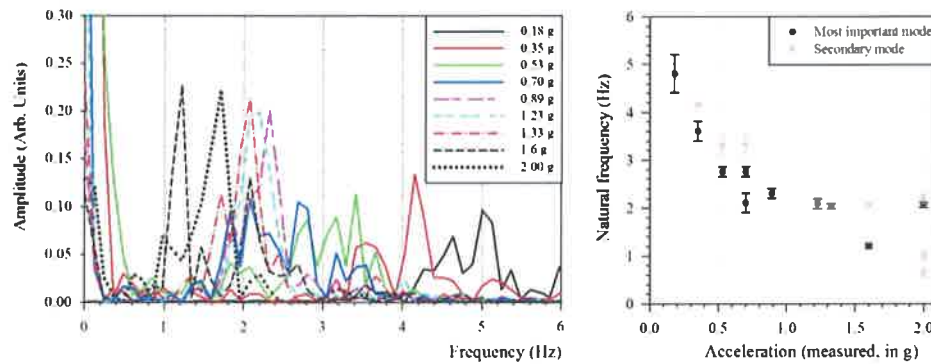 0.30
0.25
0.20
0.15
0.10
0.05
0.00
Amplitude (Arb. Units)
0 1 2 3 4 5 6
Frequency (Hz)
0.18 g
0.35 g
0.53 g
0.70 g
0.89 g
1.23 g
1.33 g
1.6 g
2.00 g
6
5
4
3
2
1
0
Natural frequency (Hz)
0.0 0.5 1.0 1.5 2.0
Acceleration (measured, in g)
Most important mode
Secondary mode